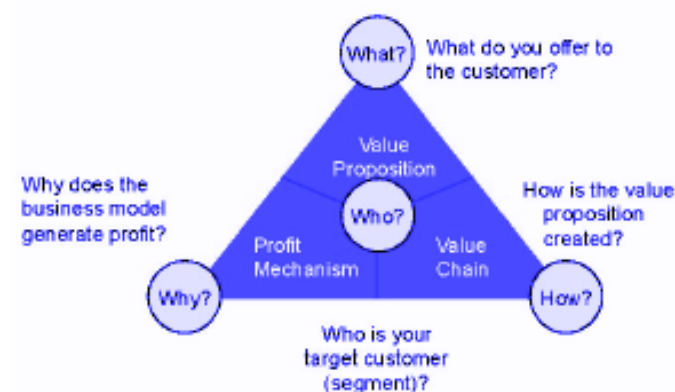 What?
What do you offer to
the customer?
Value
Proposition
Why does the
business model
generate profit?
Who?
How is the value
proposition
created?
Profit
Mechanism
Value
Chain
Why?
How?
Who is your
target customer
(segment)?